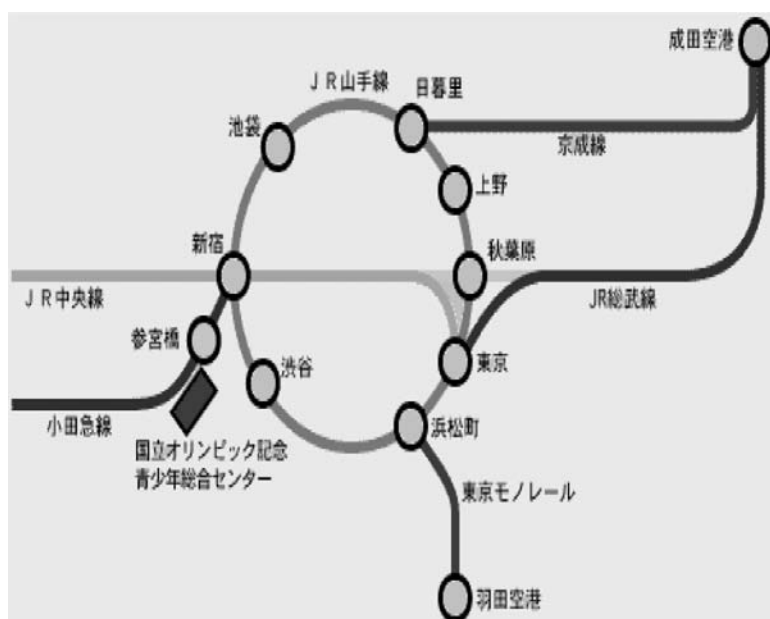 成田空港
ＪＲ山手線
日暮里
池袋
京成線
上野
新宿
秋葉原
ＪＲ中央線
JR総武線
参宮橋
渋谷
東京
小田急線
浜松町
国立オリンピック記念
青少年総合センター
東京モノレール
羽田空港